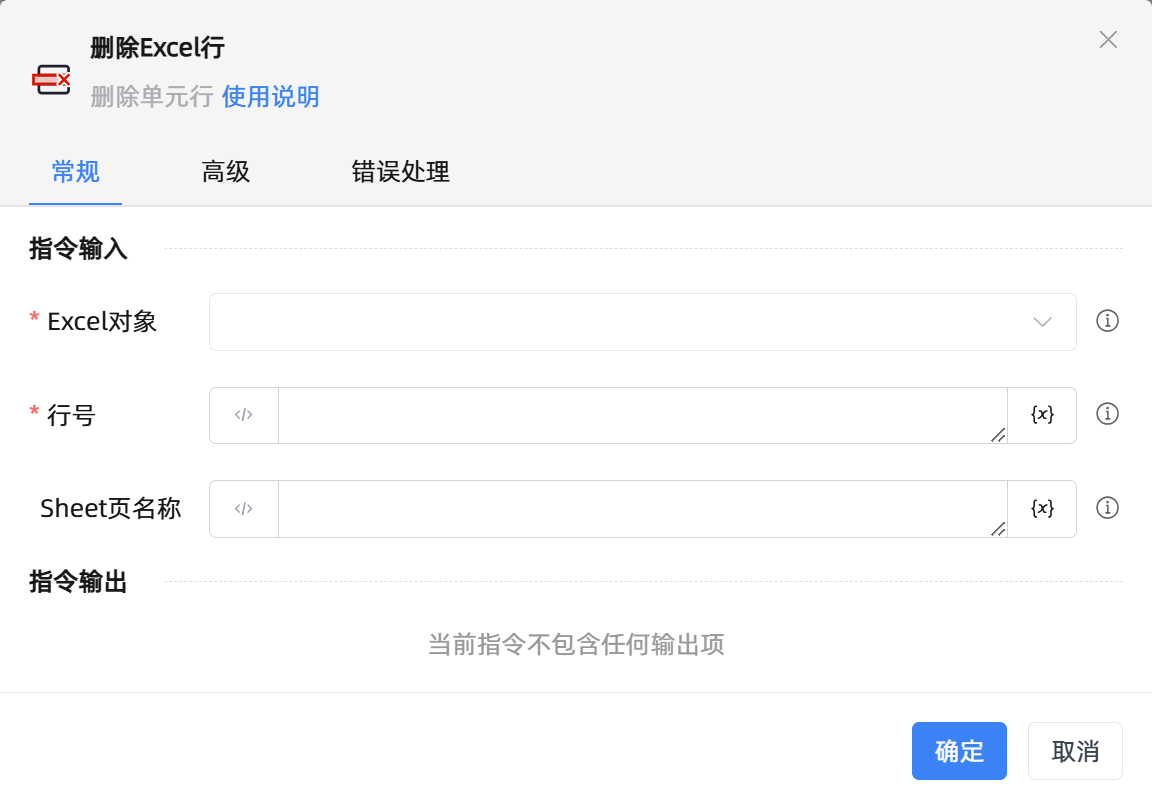 删除Excel行
删除单元行 使用说明
常规 高级 错误处理
指令输入
* Excel对象
* 行号 </> {x}
Sheet页名称 </> {x}
指令输出
当前指令不包含任何输出项
确定 取消